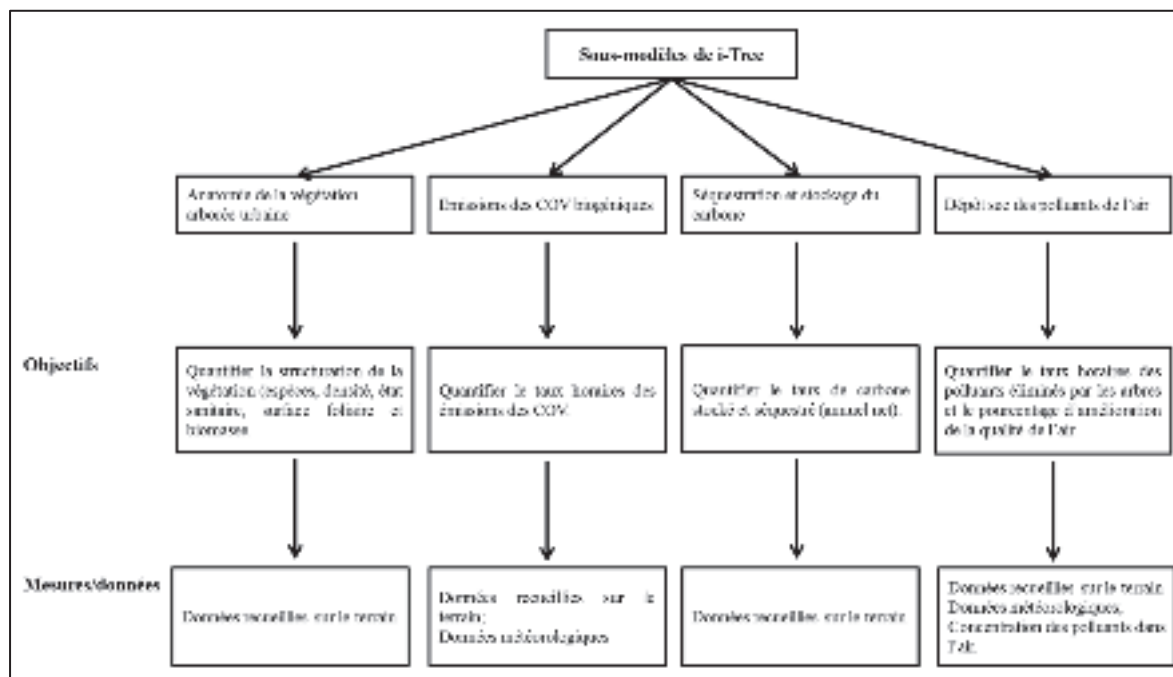 Sous-modèles de i-Tree
Anatomie de la végétation
arborée urbaine
Emissions des COV biogéniques
Séquestration et stockage du
carbone
Dépôt sec des polluants de l'air
Objectifs
Quantifier la structuration de la
végétation (espèces, densité, état
sanitaire, surface foliaire et
biomasse
Quantifier le taux horaires des
émissions des COV
Quantifier le taux de carbone
stocké et séquestré (annuel net).
Quantifier le taux horaires des
polluants éliminés par les arbres
et le pourcentage d'amélioration
de la qualité de l'air
Mesures/données
Données recueillies sur le terrain
Données recueillies sur le
terrain;
Données météorologiques
Données recueillies sur le terrain
Données recueillies sur le terrain
Données météorologiques,
Concentration des polluants dans
l'air.